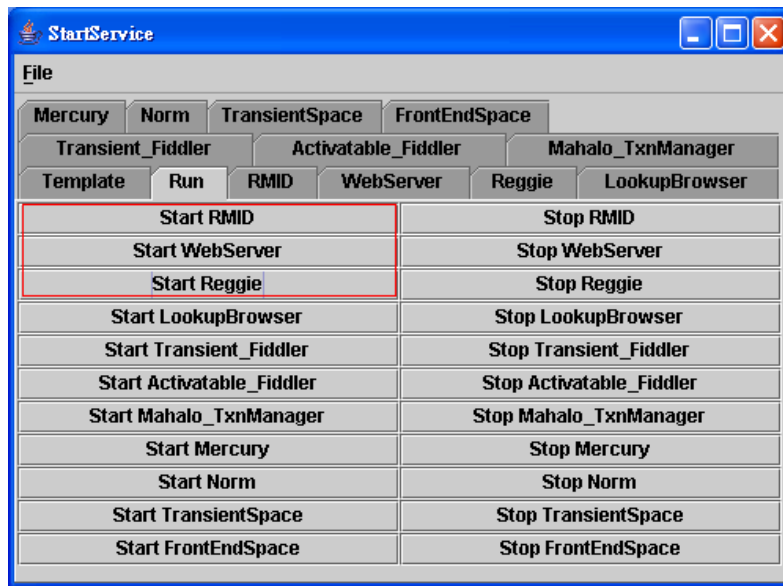 StartService
File
Mercury Norm TransientSpace FrontEndSpace
Transient_Fiddler Activatable_Fiddler Mahalo_TxnManager
Template Run RMID WebServer Reggie LookupBrowser
Start RMID Stop RMID
Start WebServer Stop WebServer
Start Reggie Stop Reggie
Start LookupBrowser Stop LookupBrowser
Start Transient_Fiddler Stop Transient_Fiddler
Start Activatable_Fiddler Stop Activatable_Fiddler
Start Mahalo_TxnManager Stop Mahalo_TxnManager
Start Mercury Stop Mercury
Start Norm Stop Norm
Start TransientSpace Stop TransientSpace
Start FrontEndSpace Stop FrontEndSpace